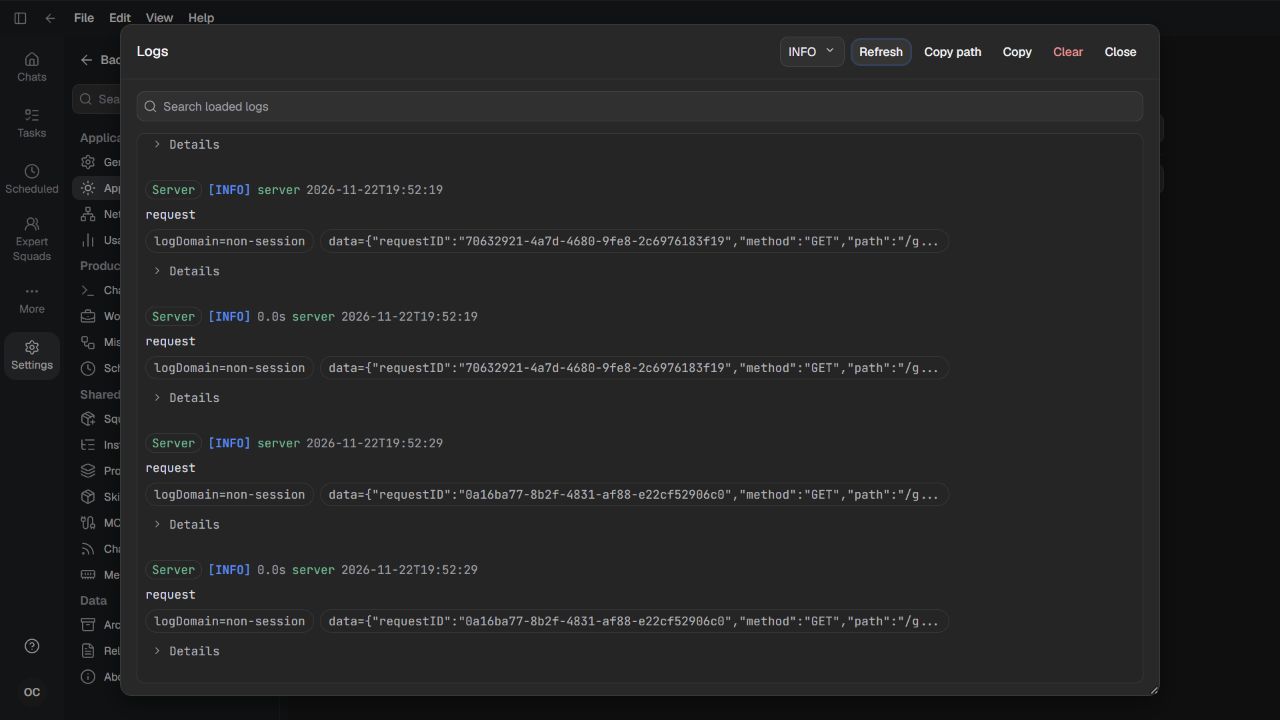 File Edit View Help
Logs
INFO Refresh Copy path Copy Clear Close
Search loaded logs
Chats
Tasks
Scheduled
Expert
Squads
More
Settings
OC
Data
Details
Server [INFO] server 2026-11-22T19:52:19
request
logDomain=non-session data={"requestID":"70632921-4a7d-4680-9fe8-2c6976183f19","method":"GET","path":"/g...
Details
Server [INFO] 0.0s server 2026-11-22T19:52:19
request
logDomain=non-session data={"requestID":"70632921-4a7d-4680-9fe8-2c6976183f19","method":"GET","path":"/g...
Details
Server [INFO] server 2026-11-22T19:52:29
request
logDomain=non-session data={"requestID":"0a16ba77-8b2f-4831-af88-e22cf52906c0","method":"GET","path":"/g...
Details
Server [INFO] 0.0s server 2026-11-22T19:52:29
request
logDomain=non-session data={"requestID":"0a16ba77-8b2f-4831-af88-e22cf52906c0","method":"GET","path":"/g...
Details